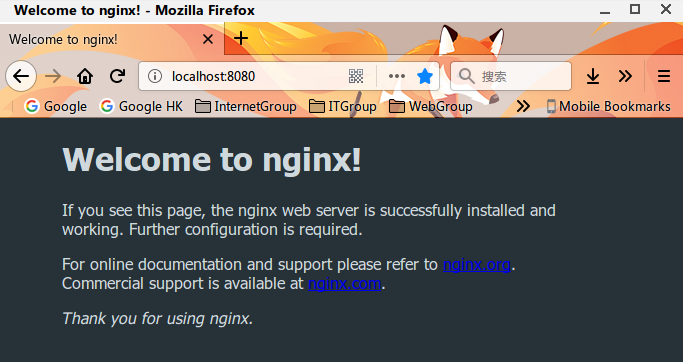 Welcome to nginx! - Mozilla Firefox
Welcome to nginx!
localhost:8080
搜索
Google
Google HK
InternetGroup
ITGroup
WebGroup
Mobile Bookmarks
Welcome to nginx!
If you see this page, the nginx web server is successfully installed and
working. Further configuration is required.
For online documentation and support please refer to nginx.org.
Commercial support is available at nginx.com.
Thank you for using nginx.